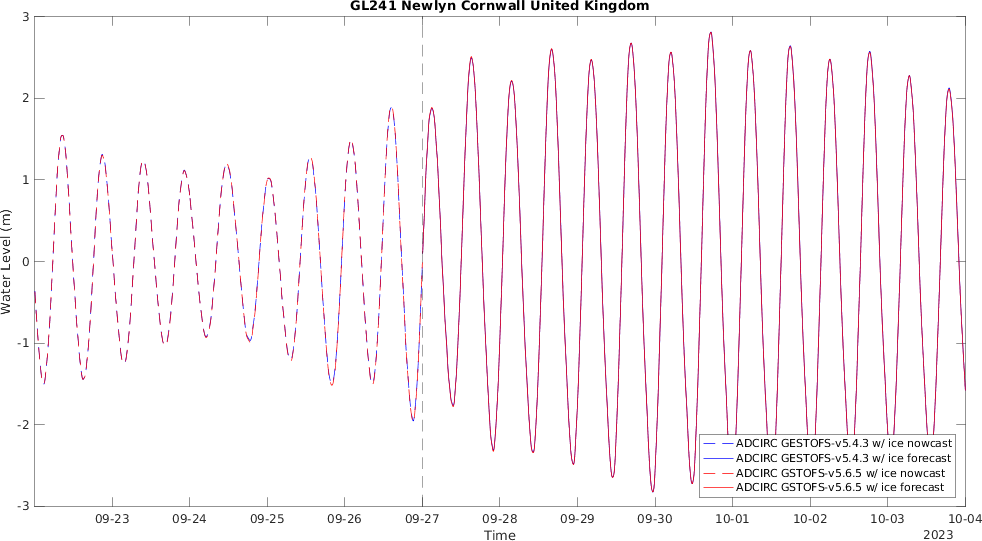 GL241 Newlyn Cornwall United Kingdom
Water Level (m)
3
2
1
0
-1
-2
-3
ADCIRC GESTOFS-v5.4.3 w/ ice nowcast
ADCIRC GESTOFS-v5.4.3 w/ ice forecast
ADCIRC GSTOFS-v5.6.5 w/ ice nowcast
ADCIRC GSTOFS-v5.6.5 w/ ice forecast
09-23 09-24 09-25 09-26 09-27 09-28 09-29 09-30 10-01 10-02 10-03 10-04
Time
2023